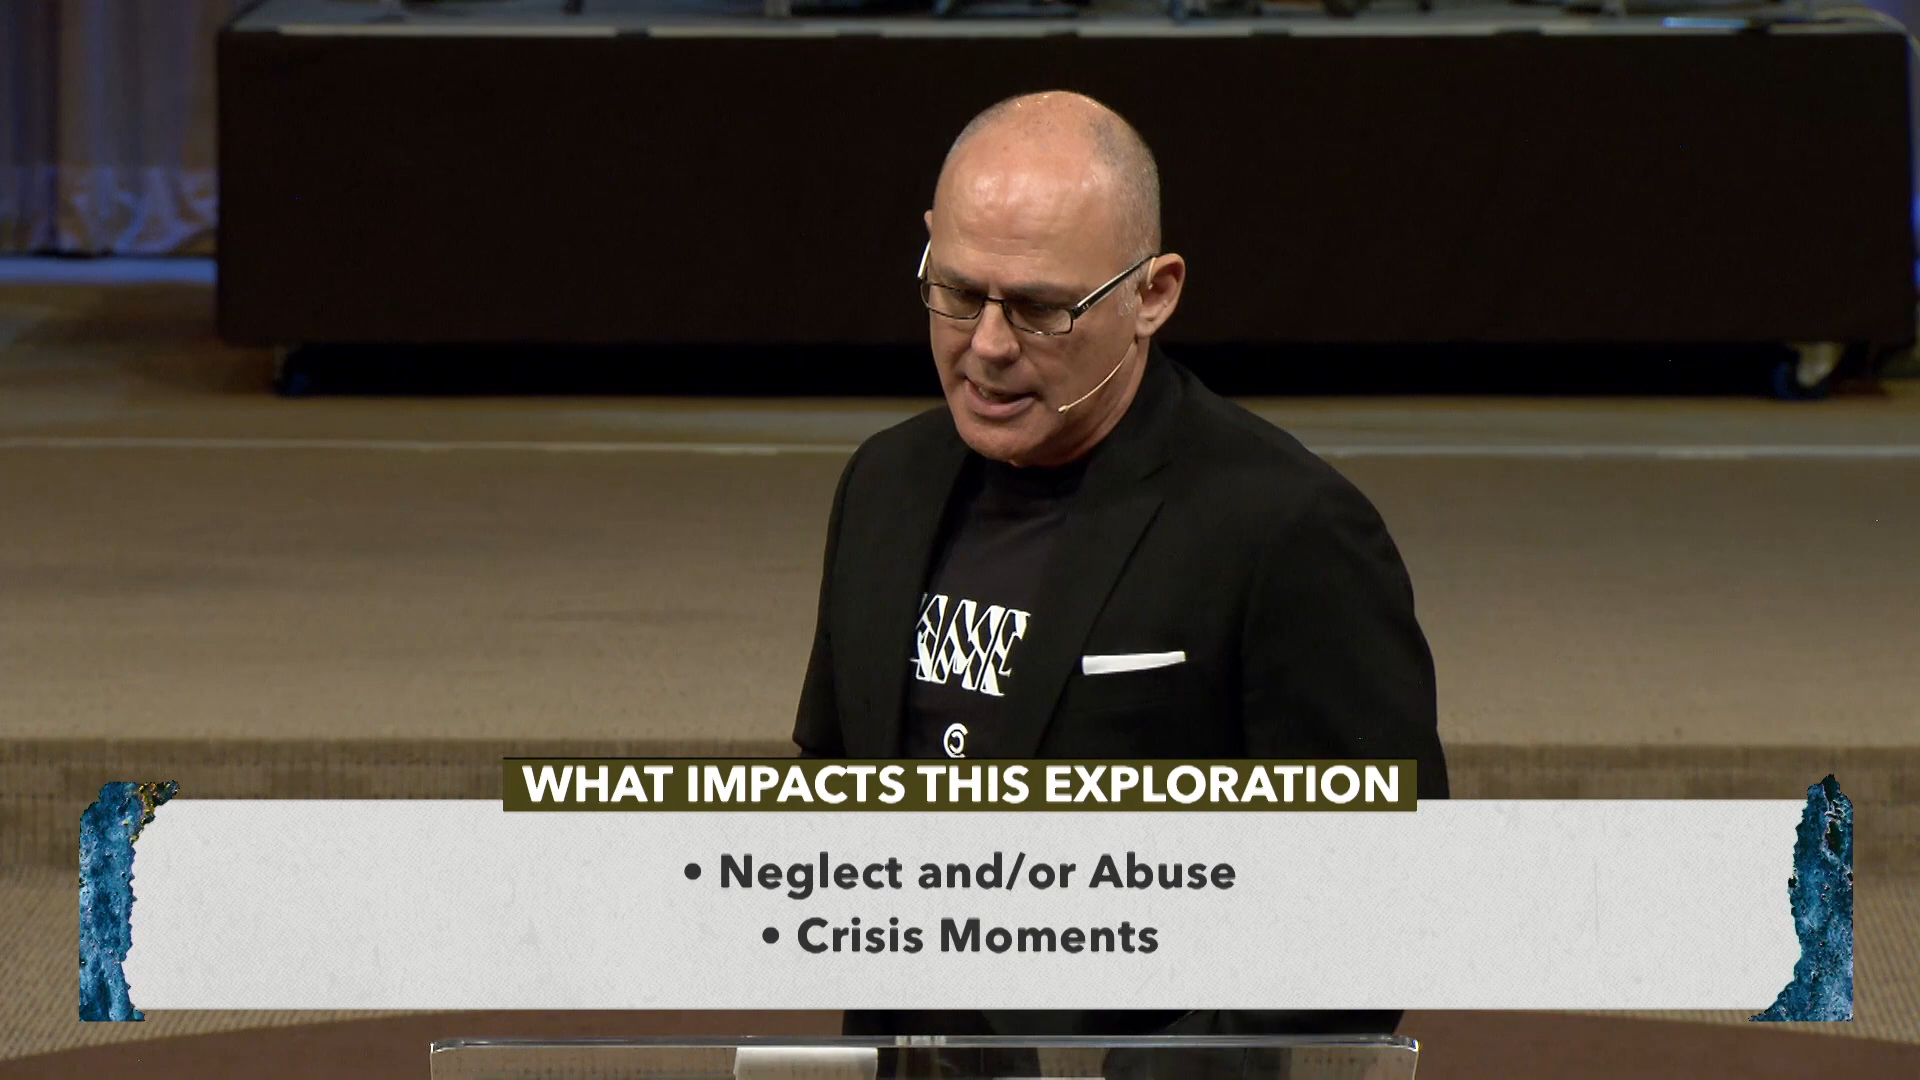 WHAT IMPACTS THIS EXPLORATION
• Neglect and/or Abuse
• Crisis Moments